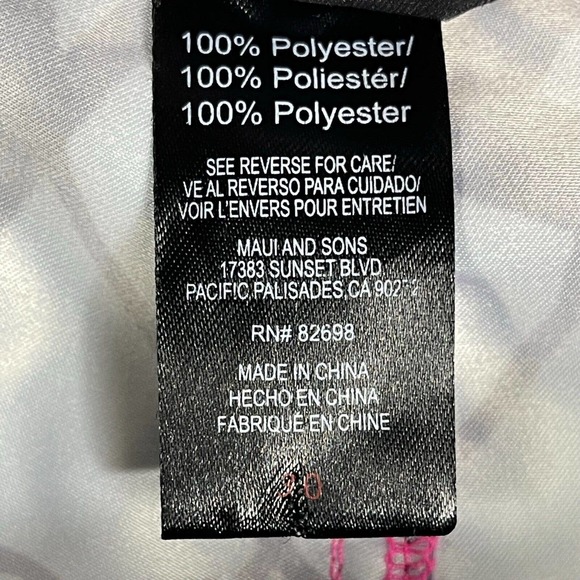 100% Polyester/
100% Poliestér/
100% Polyester
SEE REVERSE FOR CARE/
VE AL REVERSO PARA CUIDADO/
VOIR L'ENVERS POUR ENTRETIEN
MAUI AND SONS
17383 SUNSET BLVD
PACIFIC PALISADES,CA
RN# 82698
MADE IN CHINA
HECHO EN CHINA
FABRIQUE EN CHINE